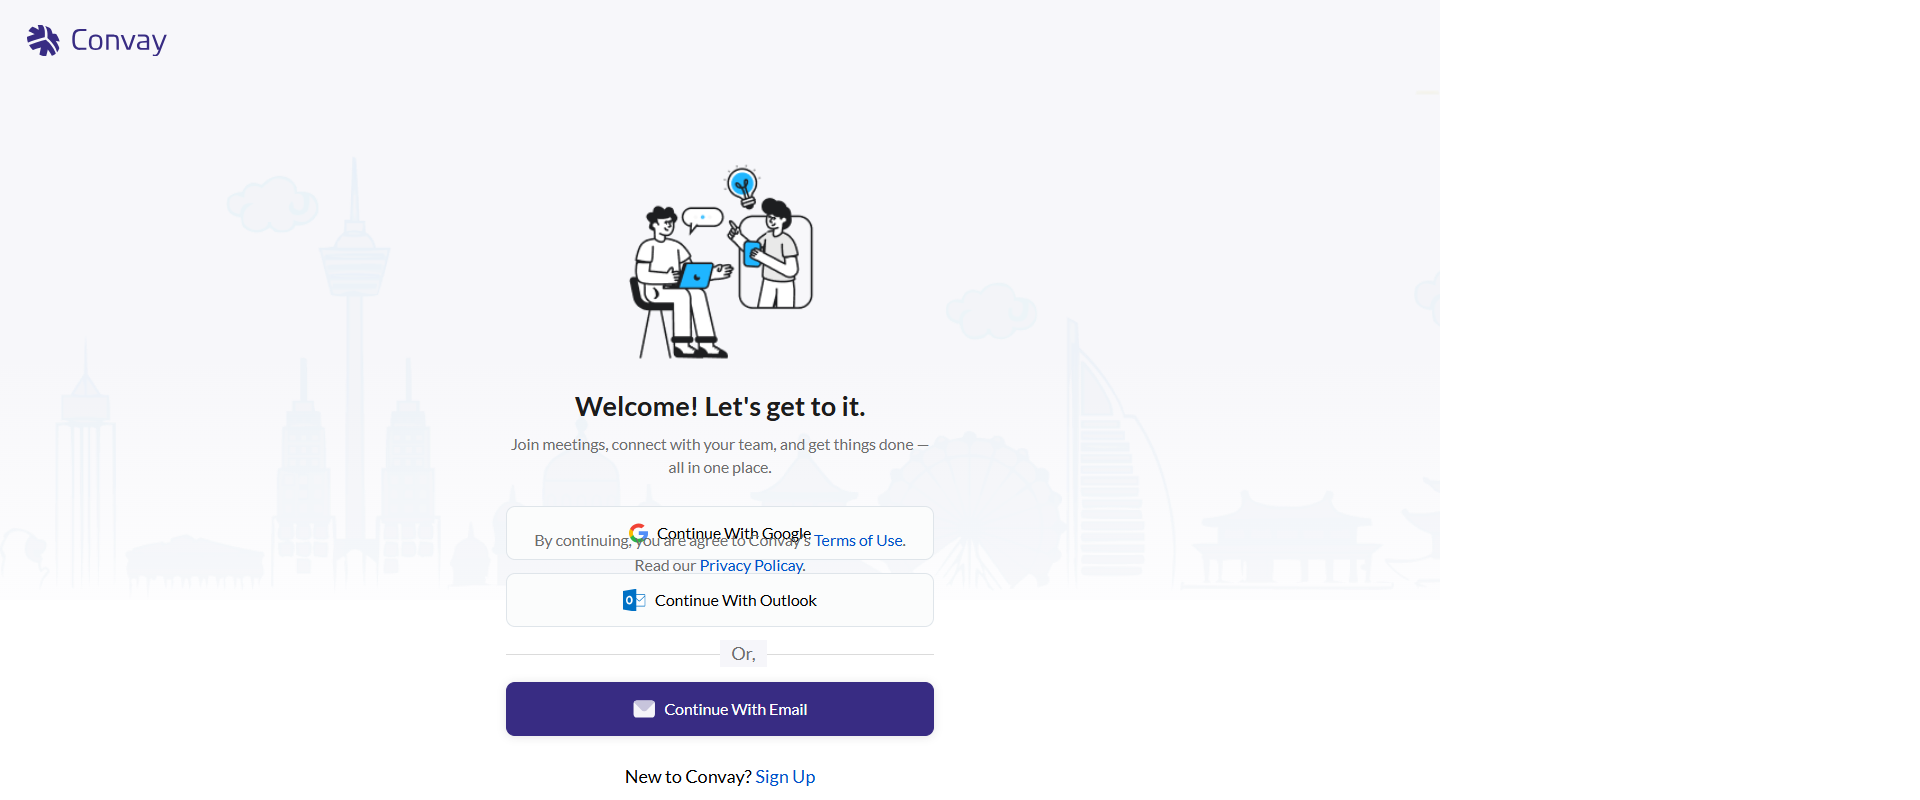 Convay
Welcome! Let's get to it.
Join meetings, connect with your team, and get things done —
all in one place.
Continue With Google
By continuing, you are agree to Convay's Terms of Use.
Read our Privacy Policay.
Continue With Outlook
Or,
Continue With Email
New to Convay? Sign Up